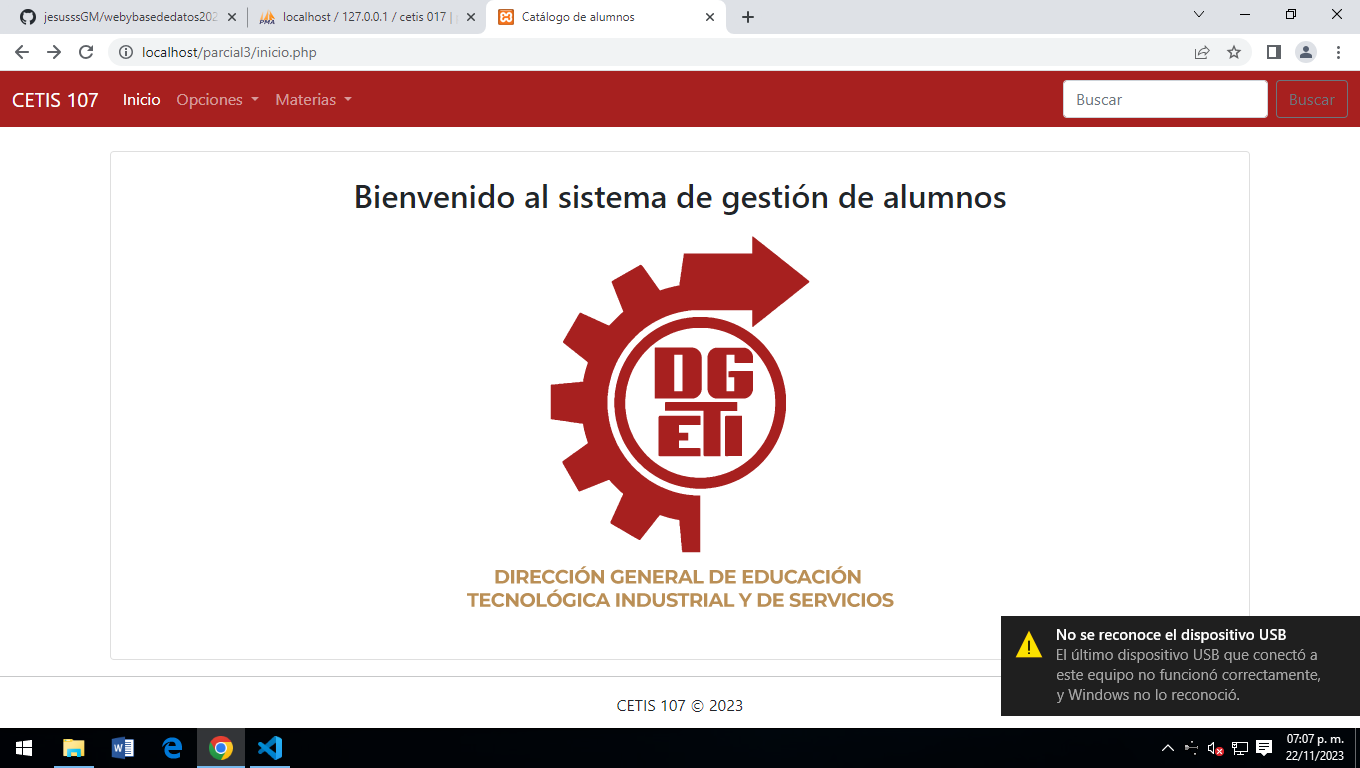 jesusssGM/webybasededatos202
localhost / 127.0.0.1 / cetis 017 |
Catálogo de alumnos
localhost/parcial3/inicio.php
CETIS 107 Inicio Opciones Materias Buscar Buscar
Bienvenido al sistema de gestión de alumnos
DG
ETI
DIRECCIÓN GENERAL DE EDUCACIÓN
TECNOLÓGICA INDUSTRIAL Y DE SERVICIOS
No se reconoce el dispositivo USB
El último dispositivo USB que conectó a
este equipo no funcionó correctamente,
y Windows no lo reconoció.
CETIS 107 © 2023
07:07 p. m.
22/11/2023